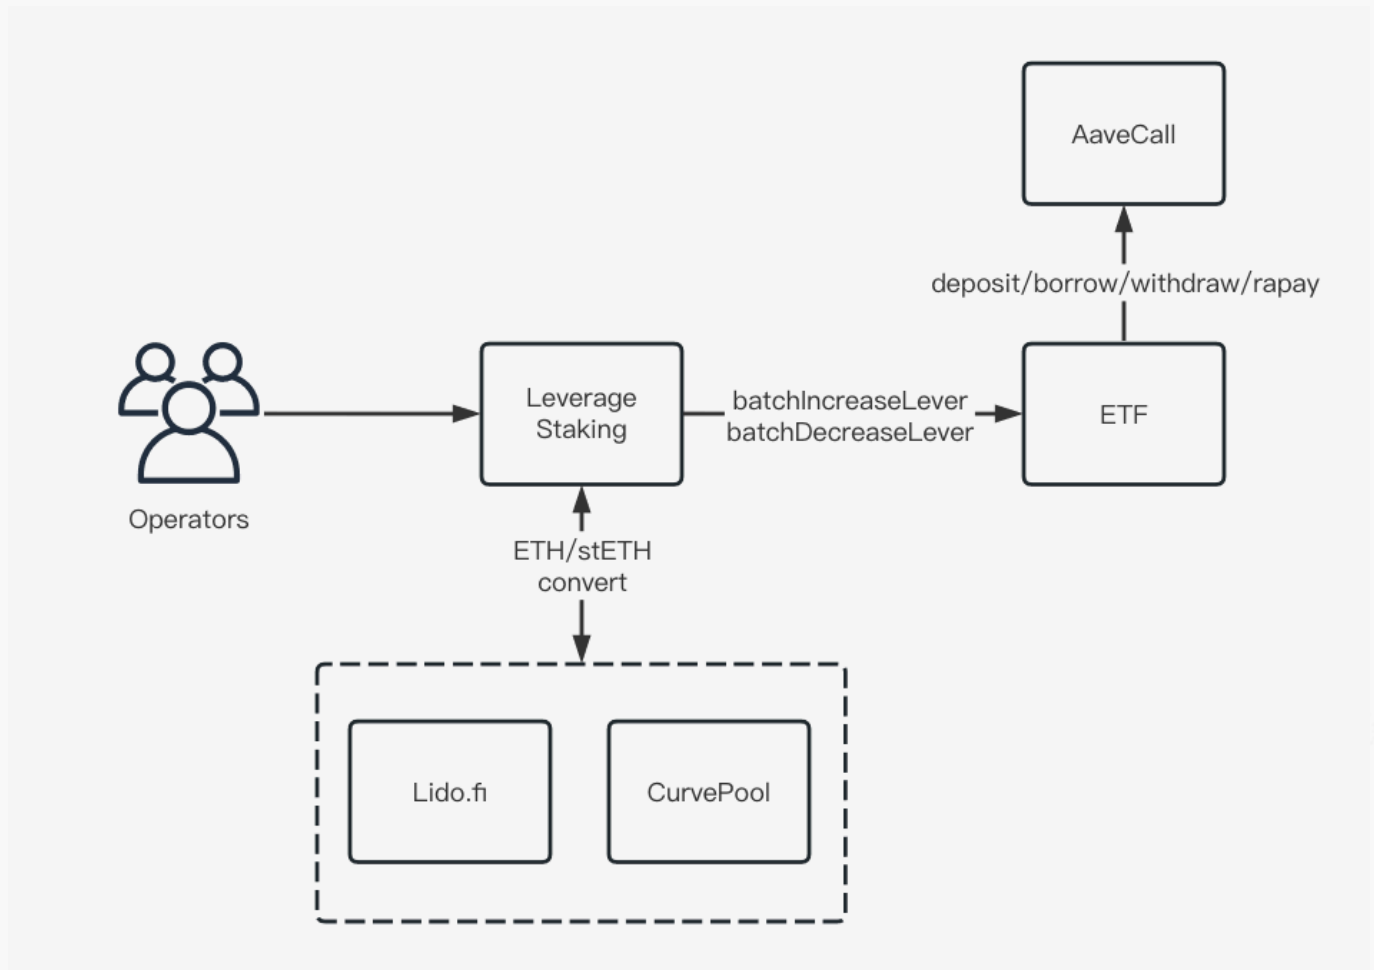 AaveCall
deposit/borrow/withdraw/rapay
Leverage
Staking
batchIncreaseLever
batchDecreaseLever
ETF
Operators
ETH/stETH
convert
Lido.fi
CurvePool